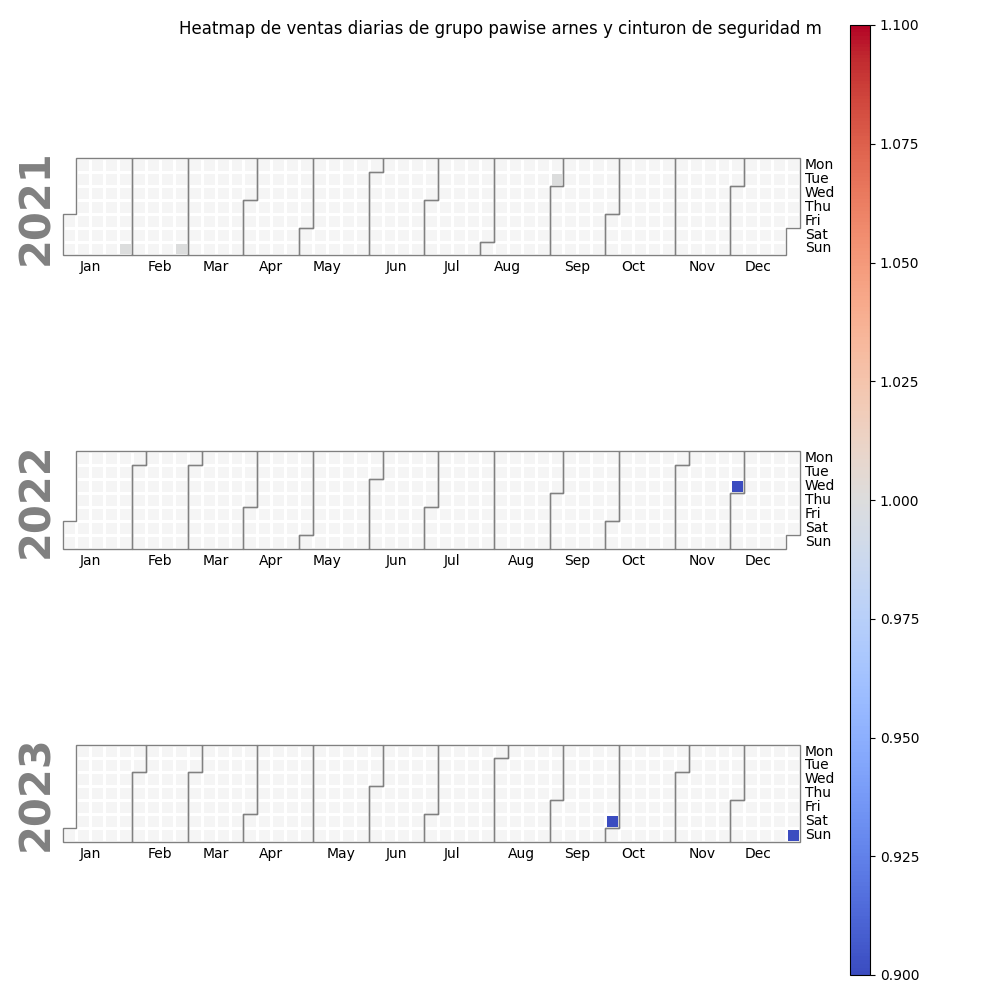 Heatmap de ventas diarias de grupo pawise arnes y cinturon de seguridad m
2021
Mon
Tue
Wed
Thu
Fri
Sat
Sun
Jan Feb Mar Apr May Jun Jul Aug Sep Oct Nov Dec
2022
Mon
Tue
Wed
Thu
Fri
Sat
Sun
Jan Feb Mar Apr May Jun Jul Aug Sep Oct Nov Dec
2023
Mon
Tue
Wed
Thu
Fri
Sat
Sun
Jan Feb Mar Apr May Jun Jul Aug Sep Oct Nov Dec
1.100
1.075
1.050
1.025
1.000
0.975
0.950
0.925
0.900